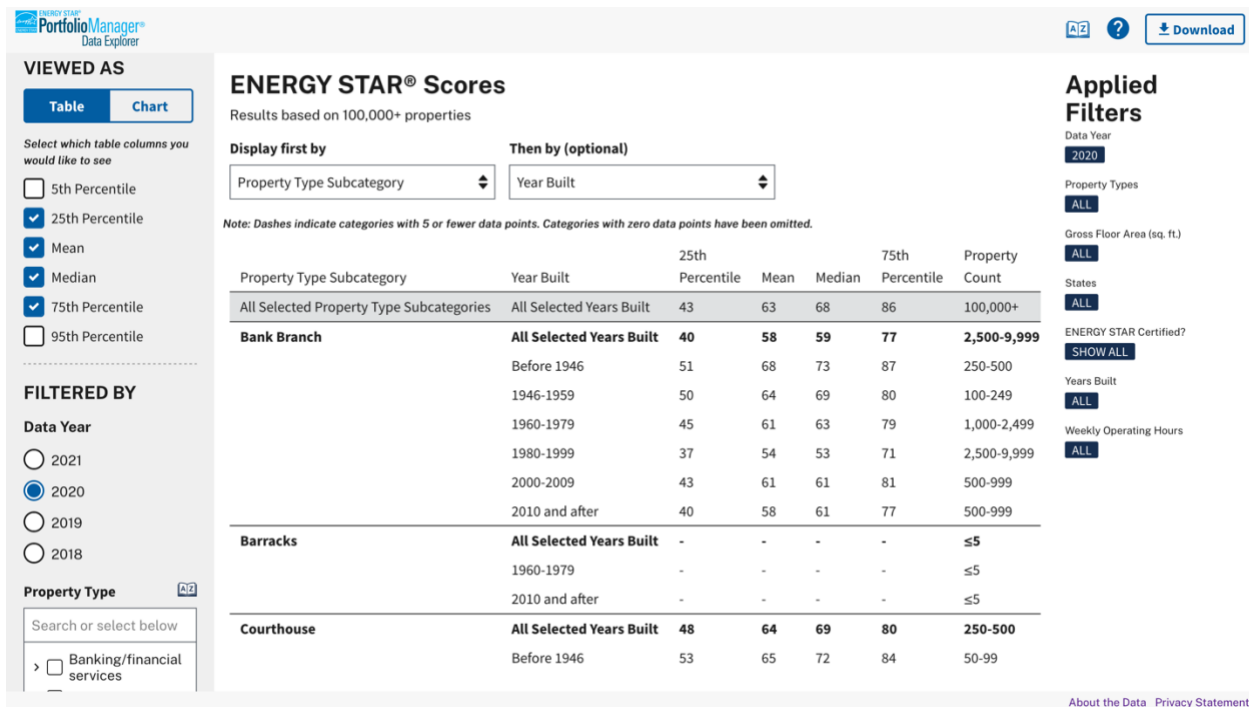 ENERGY STAR®
PortfolioManager®
Data Explorer
A Z
?
Download
VIEWED AS
Table Chart
Select which table columns you
would like to see
5th Percentile
25th Percentile
Mean
Median
75th Percentile
95th Percentile
FILTERED BY
Data Year
2021
2020
2019
2018
Property Type
A Z
Search or select below
Banking/financial
services
ENERGY STAR® Scores
Results based on 100,000+ properties
Display first by Then by (optional)
Property Type Subcategory Year Built
Note: Dashes indicate categories with 5 or fewer data points. Categories with zero data points have been omitted.
25th 75th Property
Property Type Subcategory Year Built Percentile Mean Median Percentile Count
All Selected Property Type Subcategories All Selected Years Built 43 63 68 86 100,000+
Bank Branch All Selected Years Built 40 58 59 77 2,500-9,999
Before 1946 51 68 73 87 250-500
1946-1959 50 64 69 80 100-249
1960-1979 45 61 63 79 1,000-2,499
1980-1999 37 54 53 71 2,500-9,999
2000-2009 43 61 61 81 500-999
2010 and after 40 58 61 77 500-999
Barracks All Selected Years Built - - - - ≤5
1960-1979 - - - - ≤5
2010 and after - - - - ≤5
Courthouse All Selected Years Built 48 64 69 80 250-500
Before 1946 53 65 72 84 50-99
Applied
Filters
Data Year
2020
Property Types
ALL
Gross Floor Area (sq. ft.)
ALL
States
ALL
ENERGY STAR Certified?
SHOW ALL
Years Built
ALL
Weekly Operating Hours
ALL
About the Data Privacy Statement